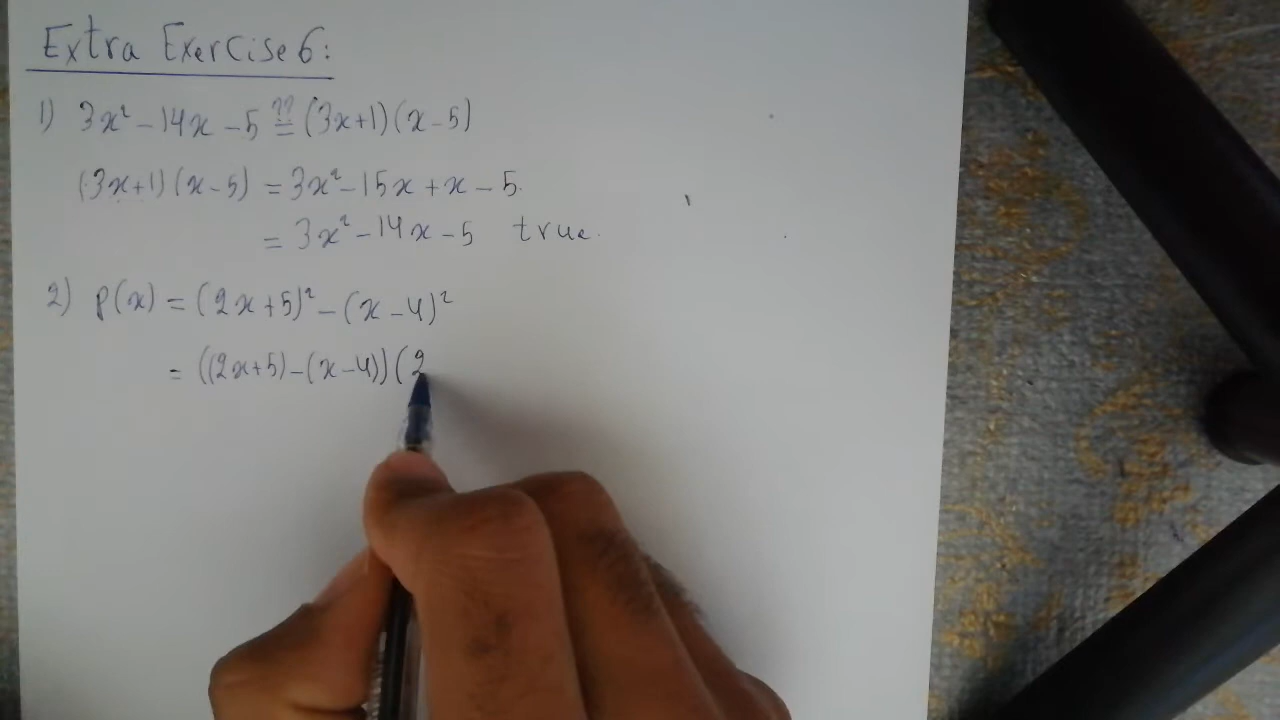 Extra Exercise 6:
1) 3x² - 14x - 5 ≟?? (3x+1)(x-5)
(3x+1)(x-5) = 3x² - 15x + x - 5.
= 3x² - 14x - 5 true.
2) p(x) = (2x+5)² - (x-4)²
= ((2x+5)-(x-4))(2